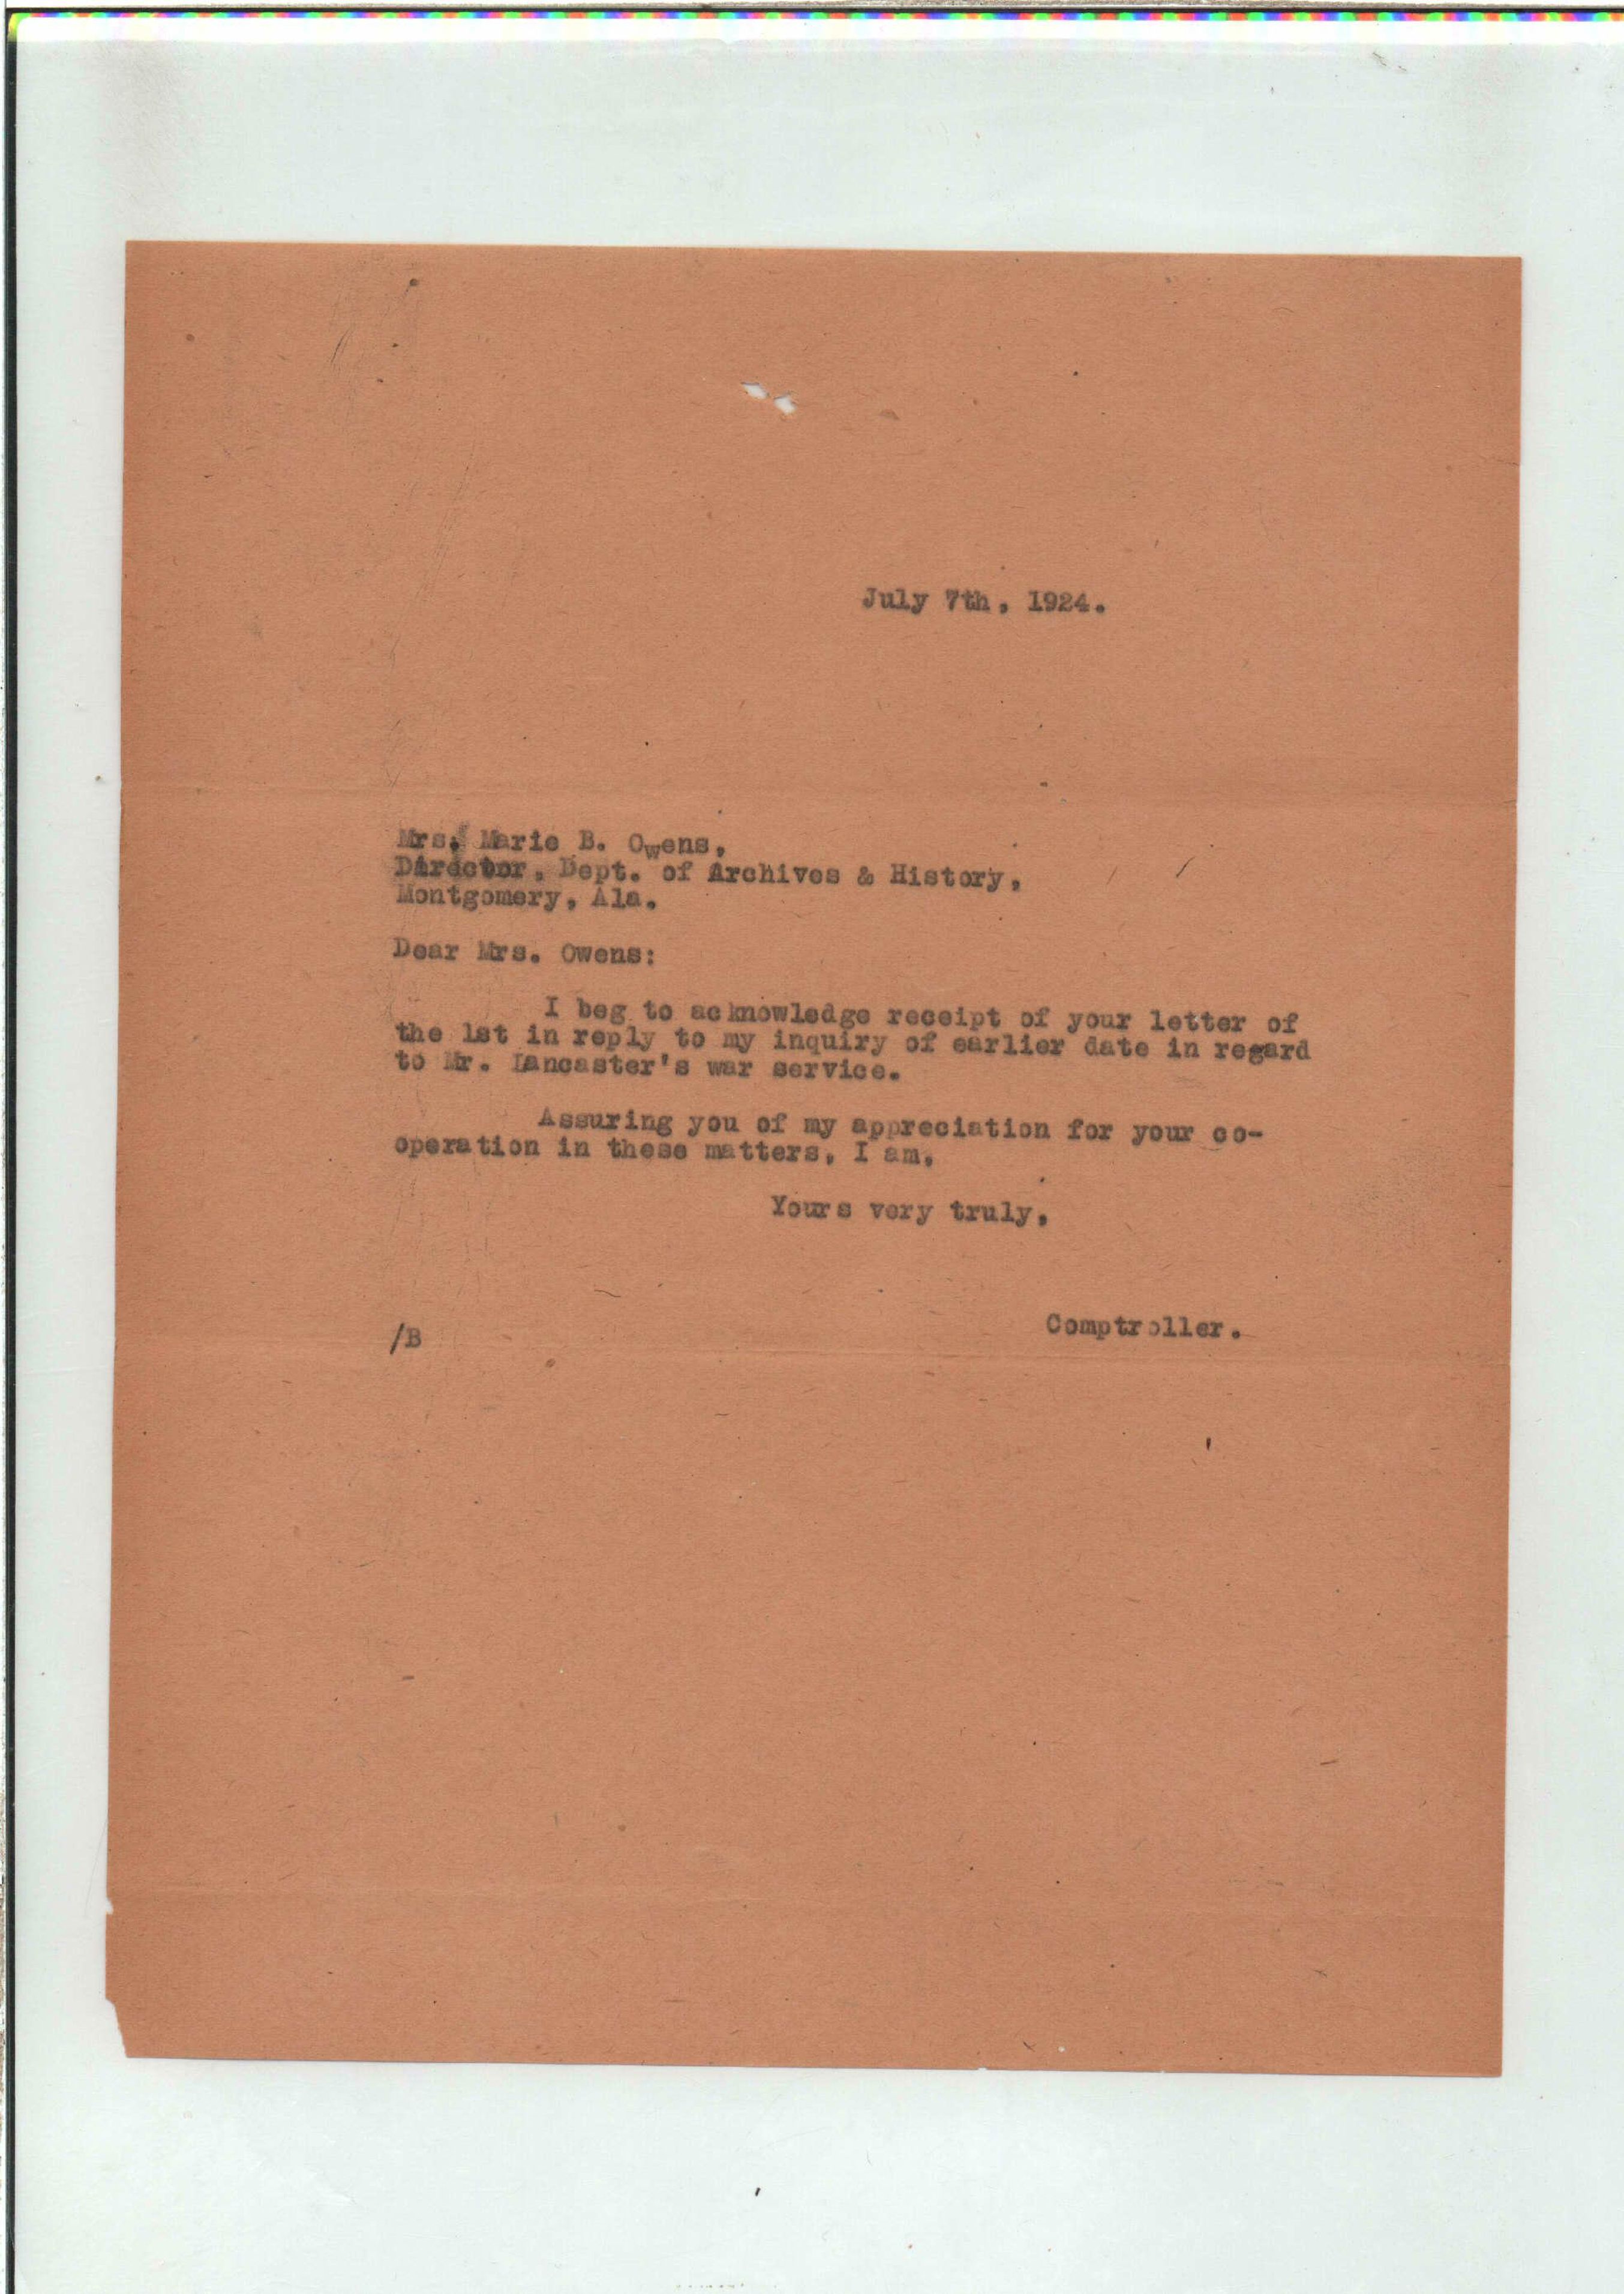 July 7th, 1924.
Mrs. Marie B. Owens,
Director, Dept. of Archives & History,
Montgomery, Ala.
Dear Mrs. Owens:
I beg to acknowledge receipt of your letter of
the 1st in reply to my inquiry of earlier date in regard
to Mr. Lancaster's war service.
Assuring you of my appreciation for your co-
operation in these matters, I am,
Yours very truly,
Comptroller.
/B